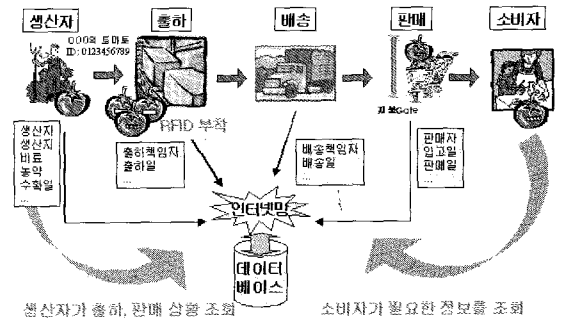 생산자
출하
배송
판매
소비자
OOO의 토마토
ID: 0123456789
RFID 부착
생산자
생산지
비료
농약
수확일
...
출하책임자
출하일
...
배송책임자
배송일
...
판매자
입고일
판매일
...
인터넷망
데이터
베이스
생산자가 출하, 판매 상황 조회
소비자가 필요한 정보를 조회